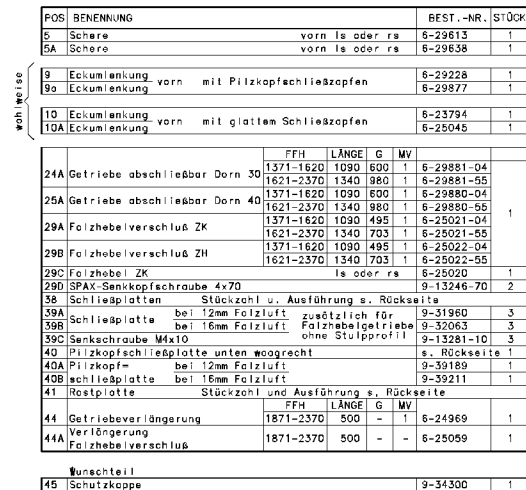 POS BENENNUNG BEST.-NR. STÜCK
5 Schere vorn ls oder rs 6-29613 1
5A Schere vorn ls oder rs 6-29638 1
wahlweise
9 Eckumlenkung vorn mit Pilzkopfschließzapfen 6-29228 1
9a Eckumlenkung 6-29877 1
10 Eckumlenkung vorn mit glattem Schließzapfen 6-23794 1
10A Eckumlenkung 6-25045 1
FFH LÄNGE G MV
24A Getriebe abschließbar Dorn 30 1371-1620 1090 600 1 6-29881-04 1
1621-2370 1340 980 1 6-29881-55
25A Getriebe abschließbar Dorn 40 1371-1620 1090 600 1 6-29880-04
1621-2370 1340 980 1 6-29880-55
29A Falzhebelverschluß ZK 1371-1620 1090 495 1 6-25021-04
1621-2370 1340 703 1 6-25021-55
29B Falzhebelverschluß ZH 1371-1620 1090 495 1 6-25022-04
1621-2370 1340 703 1 6-25022-55
29C Falzhebel ZK ls oder rs 6-25020 1
29D SPAX-Senkkopfschraube 4x70 9-13246-70 2
38 Schließplatten Stückzahl u. Ausführung s. Rückseite
39A Schließplatte bei 12mm Falzluft zusätzlich für Falzhebelgetriebe ohne Stulpprofil 9-31960 3
39B bei 16mm Falzluft 9-32063 3
39C Senkschraube M4x10 9-13281-10 3
40 Pilzkopfschließplatte unten waagrecht s. Rückseite 1
40A Pilzkopf= bei 12mm Falzluft 9-39189 1
40B schließplatte bei 16mm Falzluft 9-39211 1
41 Rastplatte Stückzahl und Ausführung s, Rückseite
FFH LÄNGE G MV
44 Getriebeverlängerung 1871-2370 500 - 1 6-24969 1
44A Verlängerung Falzhebelverschluß 1871-2370 500 - - 6-25059 1
Wunschteil
45 Schutzkappe 9-34300 1